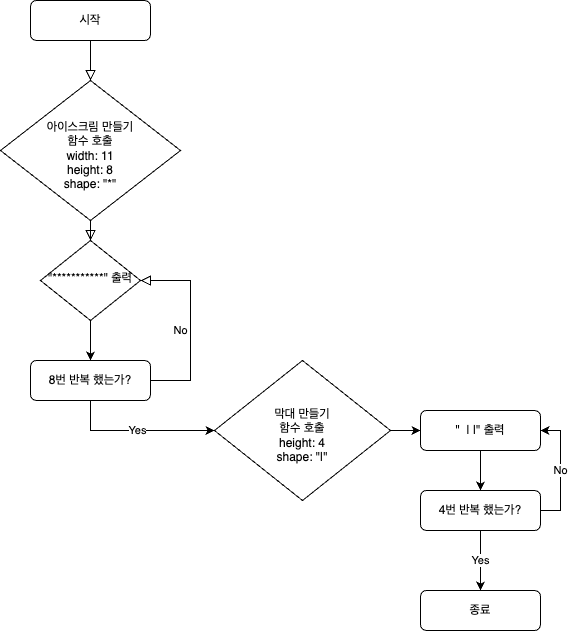 시작
아이스크림 만들기
함수 호출
width: 11
height: 8
shape: "*"
"***********" 출력
No
8번 반복 했는가?
Yes
막대 만들기
함수 호출
height: 4
shape: "|"
"  | |" 출력
No
4번 반복 했는가?
Yes
종료